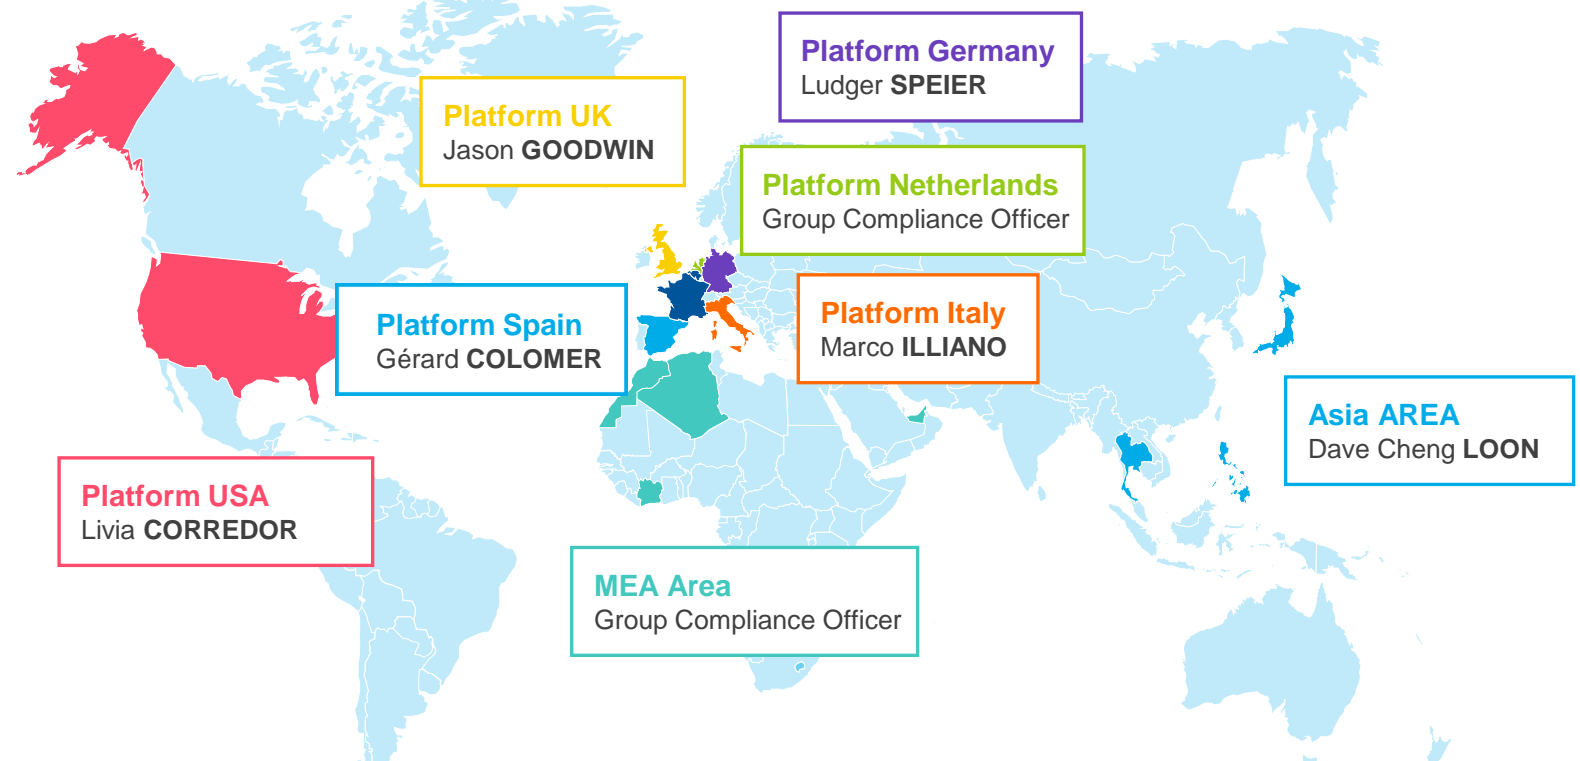 Platform Germany
Ludger SPEIER
Platform UK
Jason GOODWIN
Platform Netherlands
Group Compliance Officer
Platform Spain
Gérard COLOMER
Platform Italy
Marco ILLIANO
Asia AREA
Dave Cheng LOON
Platform USA
Livia CORREDOR
MEA Area
Group Compliance Officer